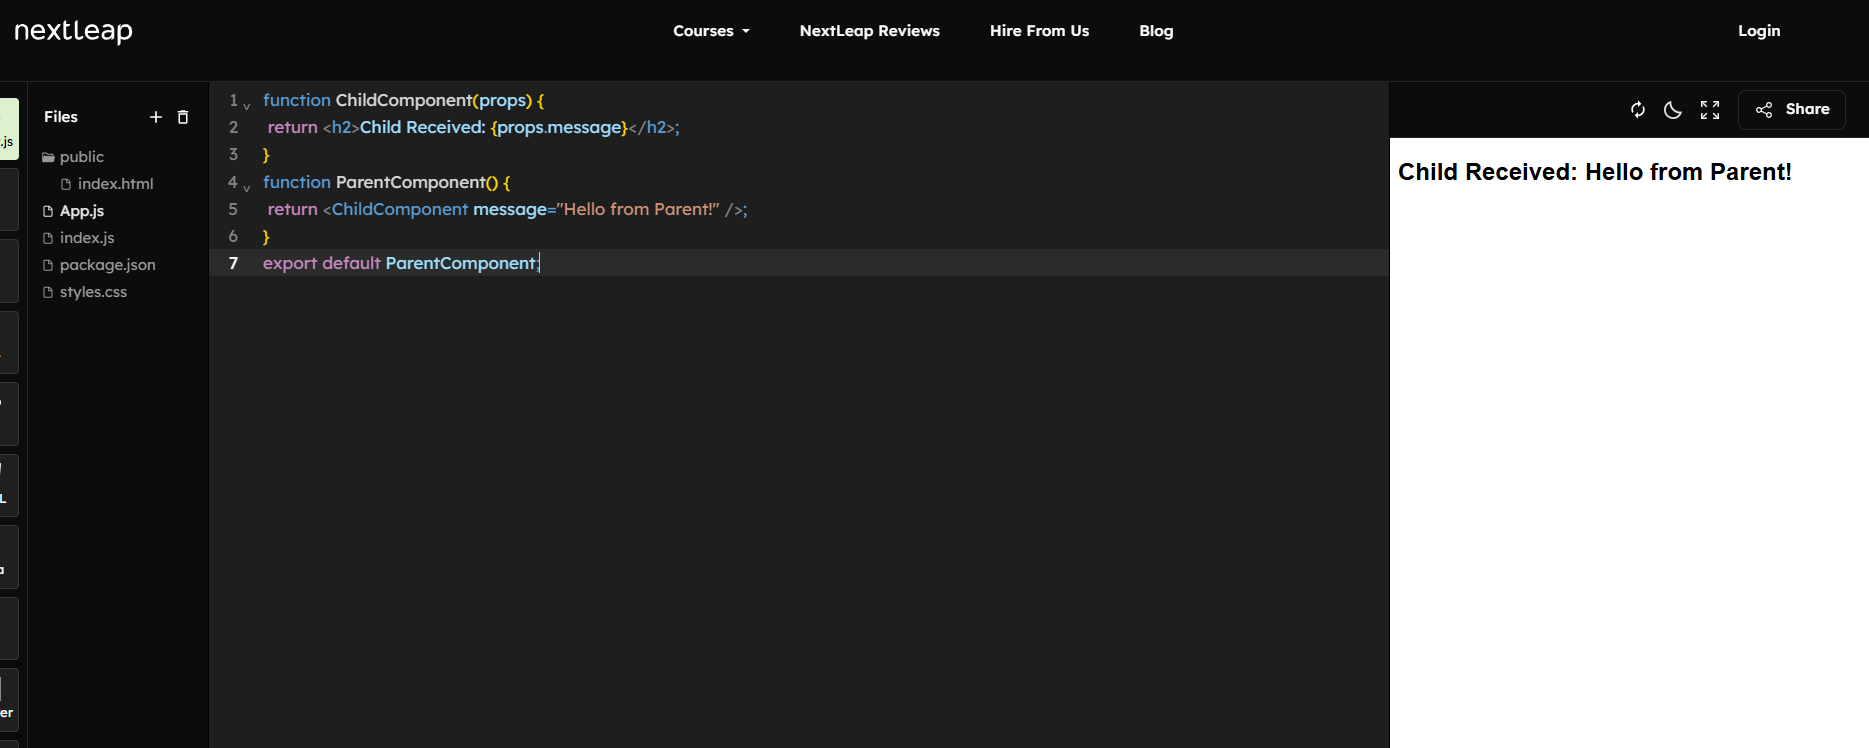 nextleap
Courses
NextLeap Reviews
Hire From Us
Blog
Login
.js
L
a
er
Files
public
index.html
App.js
index.js
package.json
styles.css
1 function ChildComponent(props) {
2 return <h2>Child Received: {props.message}</h2>;
3 }
4 function ParentComponent() {
5 return <ChildComponent message="Hello from Parent!" />;
6 }
7 export default ParentComponent;
Share
Child Received: Hello from Parent!